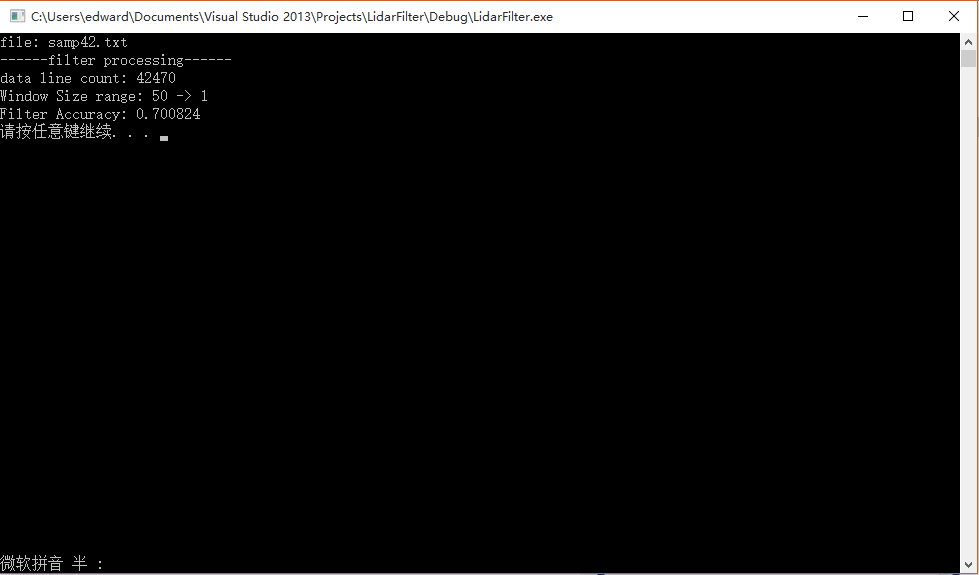 C:\Users\edward\Documents\Visual Studio 2013\Projects\LidarFilter\Debug\LidarFilter.exe
file: samp42.txt
------filter processing------
data line count: 42470
Window Size range: 50 -> 1
Filter Accuracy: 0.700824
请按任意键继续. . .
微软拼音 半 :